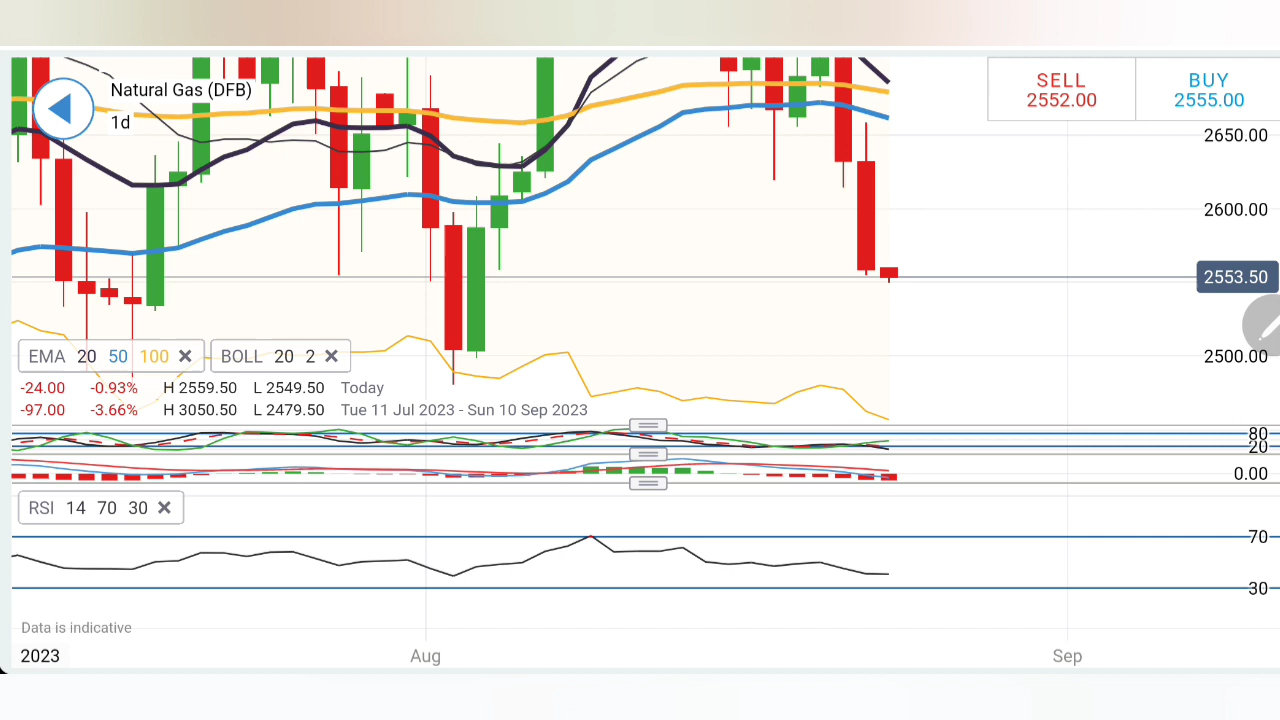 Natural Gas (DFB)
1d
SELL
2552.00
BUY
2555.00
2650.00
2600.00
2553.50
2500.00
EMA 20 50 100
BOLL 20 2
-24.00 -0.93% H 2559.50 L 2549.50 Today
-97.00 -3.66% H 3050.50 L 2479.50 Tue 11 Jul 2023 - Sun 10 Sep 2023
80
20
0.00
RSI 14 70 30
70
30
Data is indicative
2023 Aug Sep